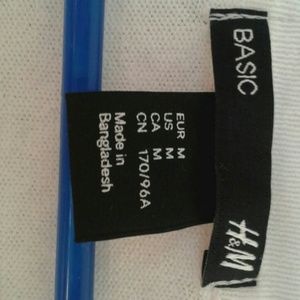 BASIC
H&M
EUR M
US M
CA M
CN 170/96A
Made in
Bangladesh